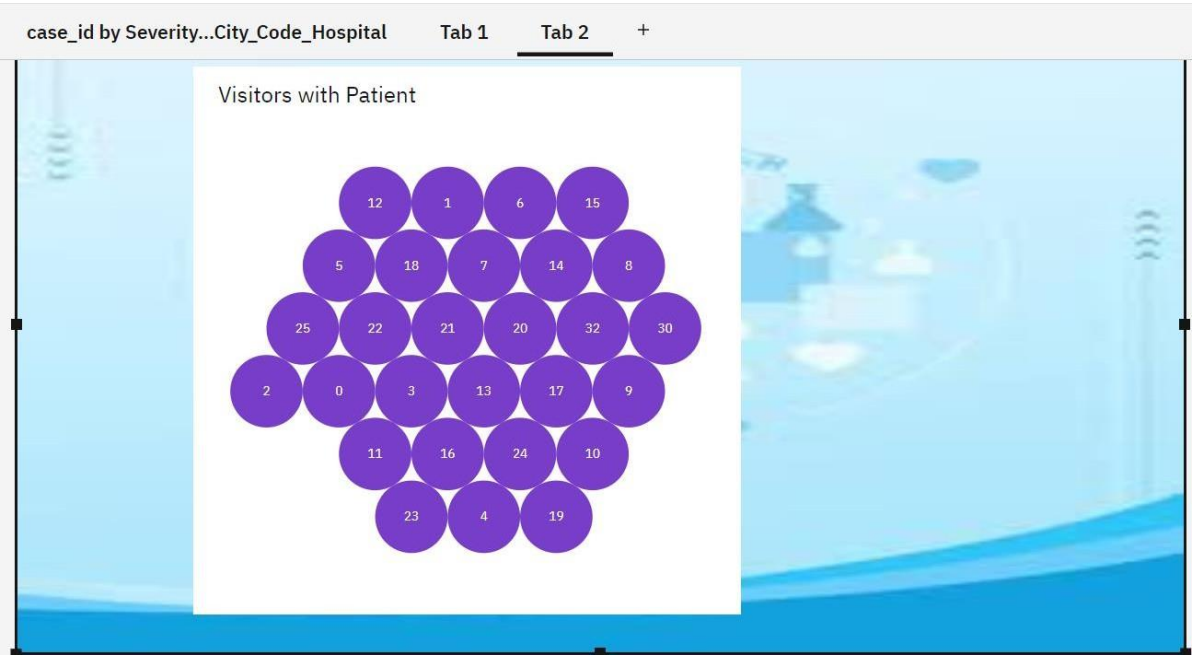 case_id by Severity...City_Code_Hospital Tab 1 Tab 2 +
Visitors with Patient
12 1 6 15
5 18 7 14 8
25 22 21 20 32 30
2 0 3 13 17 9
11 16 24 10
23 4 19